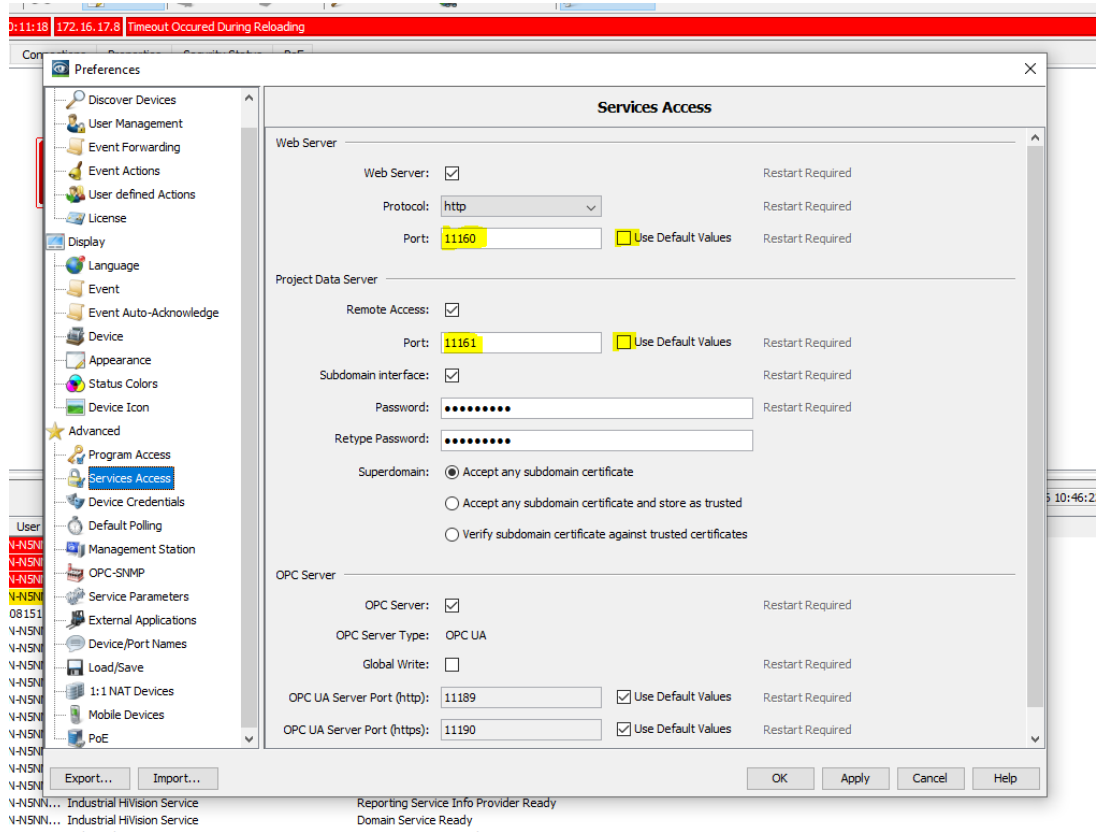 0:11:18 172.16.17.8 Timeout Occured During Reloading
Preferences
Discover Devices
User Management
Event Forwarding
Event Actions
User defined Actions
License
Display
Language
Event
Event Auto-Acknowledge
Device
Appearance
Status Colors
Device Icon
Advanced
Program Access
Services Access
Device Credentials
Default Polling
Management Station
OPC-SNMP
Service Parameters
External Applications
Device/Port Names
Load/Save
1:1 NAT Devices
Mobile Devices
PoE
Services Access
Web Server
Web Server: Restart Required
Protocol: http Restart Required
Port: 11160 Use Default Values Restart Required
Project Data Server
Remote Access:
Port: 11161 Use Default Values Restart Required
Subdomain interface: Restart Required
Password: ●●●●●●●●● Restart Required
Retype Password: ●●●●●●●●●
Superdomain: Accept any subdomain certificate
Accept any subdomain certificate and store as trusted
Verify subdomain certificate against trusted certificates
OPC Server
OPC Server: Restart Required
OPC Server Type: OPC UA
Global Write: Restart Required
OPC UA Server Port (http): 11189 Use Default Values Restart Required
OPC UA Server Port (https): 11190 Use Default Values Restart Required
Export... Import... OK Apply Cancel Help
User
08151
10:46:2
N-N5NN... Industrial HiVision Service Reporting Service Info Provider Ready
N-N5NN... Industrial HiVision Service Domain Service Ready